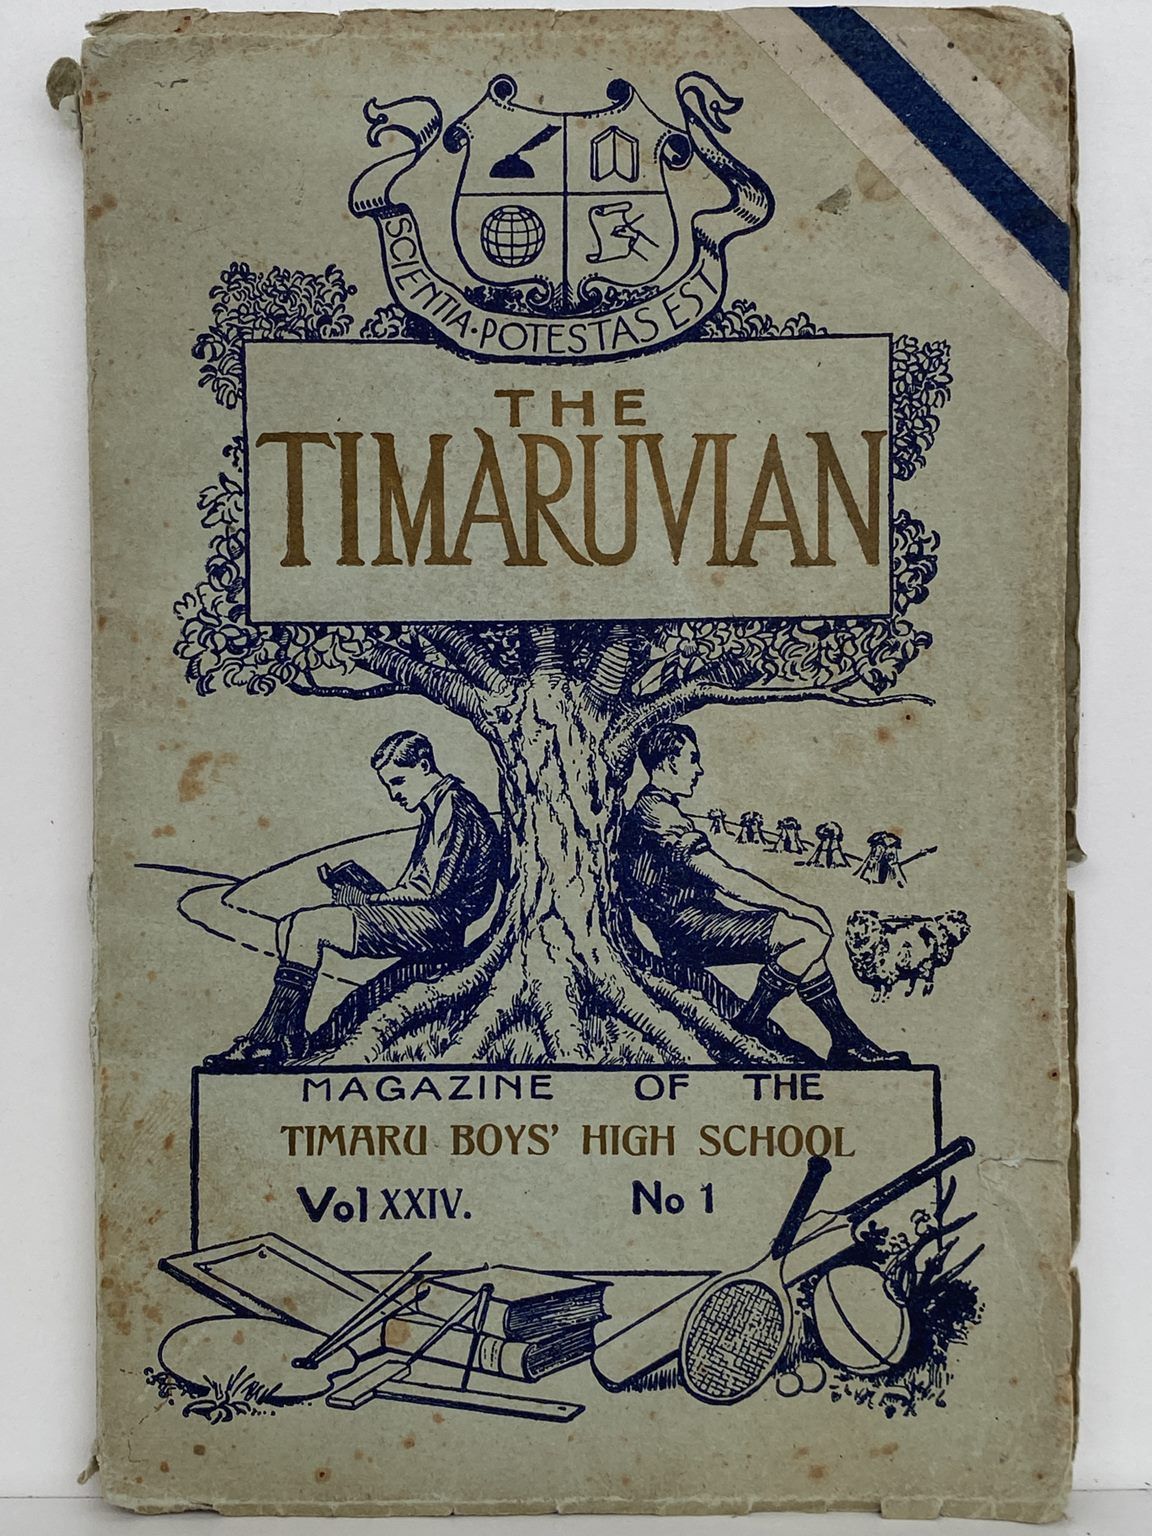 SCIENTIA · POTESTAS EST
THE
TIMARUVIAN
MAGAZINE OF THE
TIMARU BOYS' HIGH SCHOOL
Vol XXIV. No 1